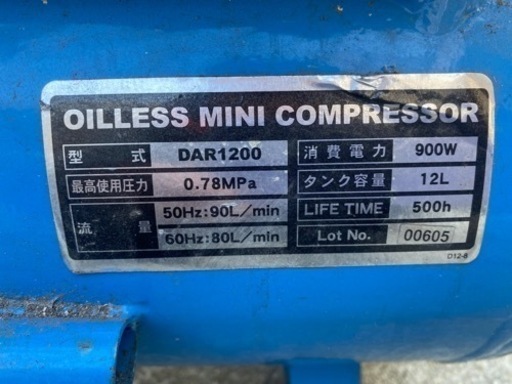 OILLESS MINI COMPRESSOR
型式 DAR1200 消費電力 900W
最高使用圧力 0.78MPa タンク容量 12L
流量 50Hz:90L/min LIFE TIME 500h
60Hz:80L/min Lot No. 00605
D12-8